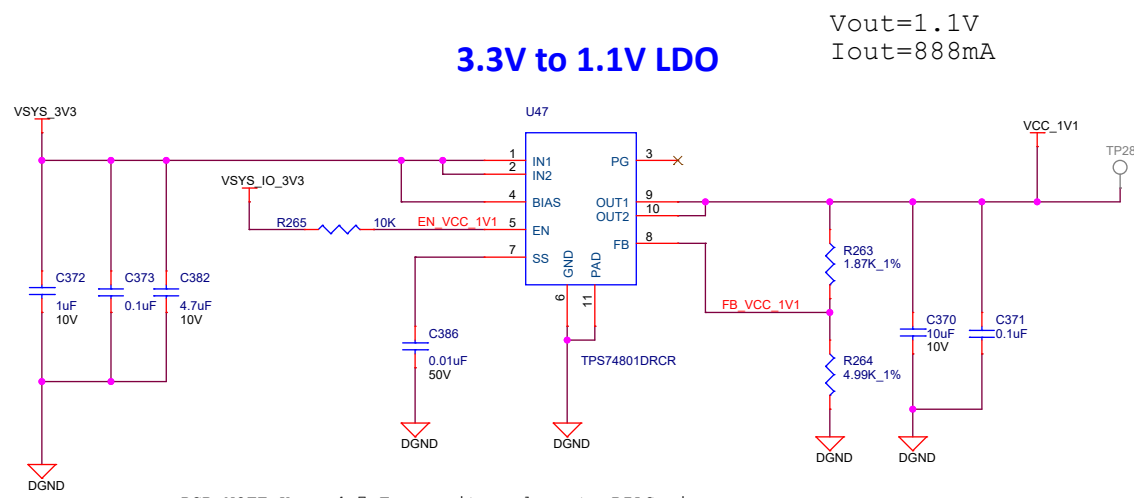 Vout=1.1V
Iout=888mA
3.3V to 1.1V LDO
VSYS_3V3
U47
VCC_1V1
TP28
1
IN1
PG
3
2
IN2
VSYS_IO_3V3
4
BIAS
OUT1
9
OUT2
10
R265
10K
EN_VCC_1V1
5
EN
FB
8
7
SS
GND
PAD
R263
1.87K_1%
C372
1uF
10V
C373
0.1uF
C382
4.7uF
10V
6
11
FB_VCC_1V1
C386
0.01uF
50V
TPS74801DRCR
C370
10uF
10V
C371
0.1uF
R264
4.99K_1%
DGND
DGND
DGND
DGND
DGND